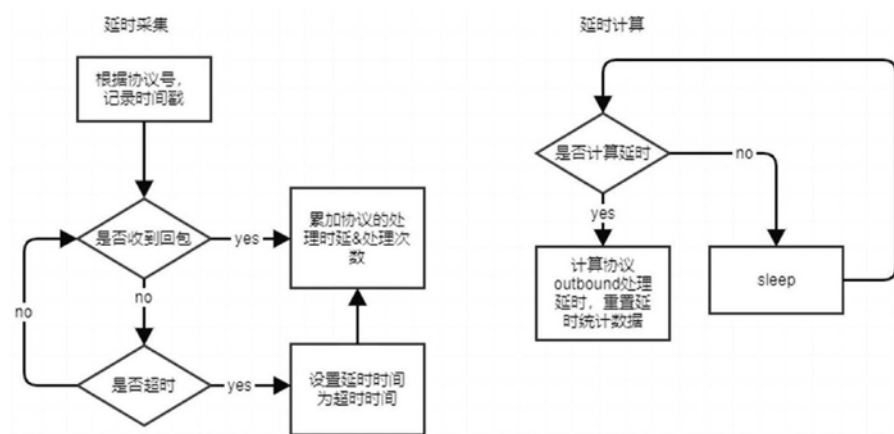 延时采集
根据协议号，
记录时间戳
是否收到回包
yes
累加协议的处
理时延&处理次
数
no
no
是否超时
yes
设置延时时间
为超时时间
延时计算
是否计算延时
no
yes
计算协议
outbound处理
延时，重置延
时统计数据
sleep